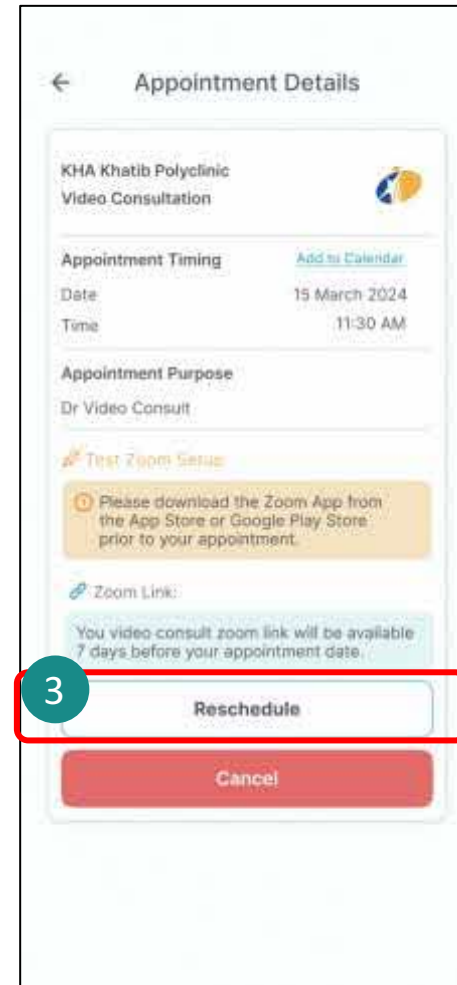 ← Appointment Details
KHA Khatib Polyclinic
Video Consultation
Appointment Timing Add to Calendar
Date 15 March 2024
Time 11:30 AM
Appointment Purpose
Dr Video Consult
Test Zoom Setup
Please download the Zoom App from
the App Store or Google Play Store
prior to your appointment.
Zoom Link:
You video consult zoom link will be available
7 days before your appointment date.
3
Reschedule
Cancel